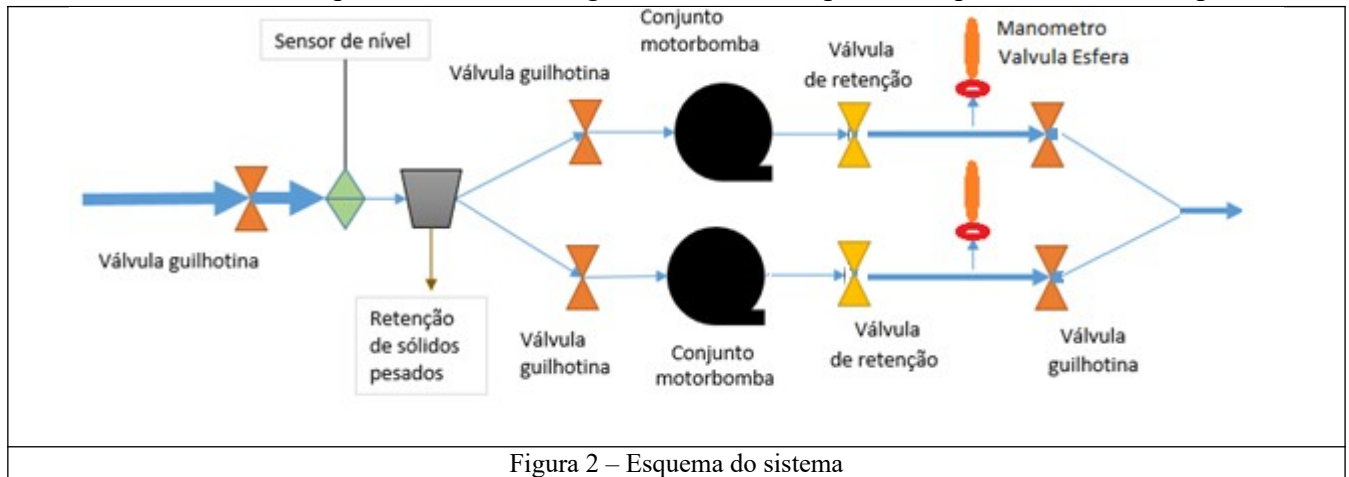 Sensor de nível
Conjunto
motorbomba
Válvula guilhotina
Válvula
de retenção
Manometro
Valvula Esfera
Válvula guilhotina
Retenção
de sólidos
pesados
Válvula
guilhotina
Conjunto
motorbomba
Válvula
de retenção
Válvula
guilhotina
Figura 2 – Esquema do sistema